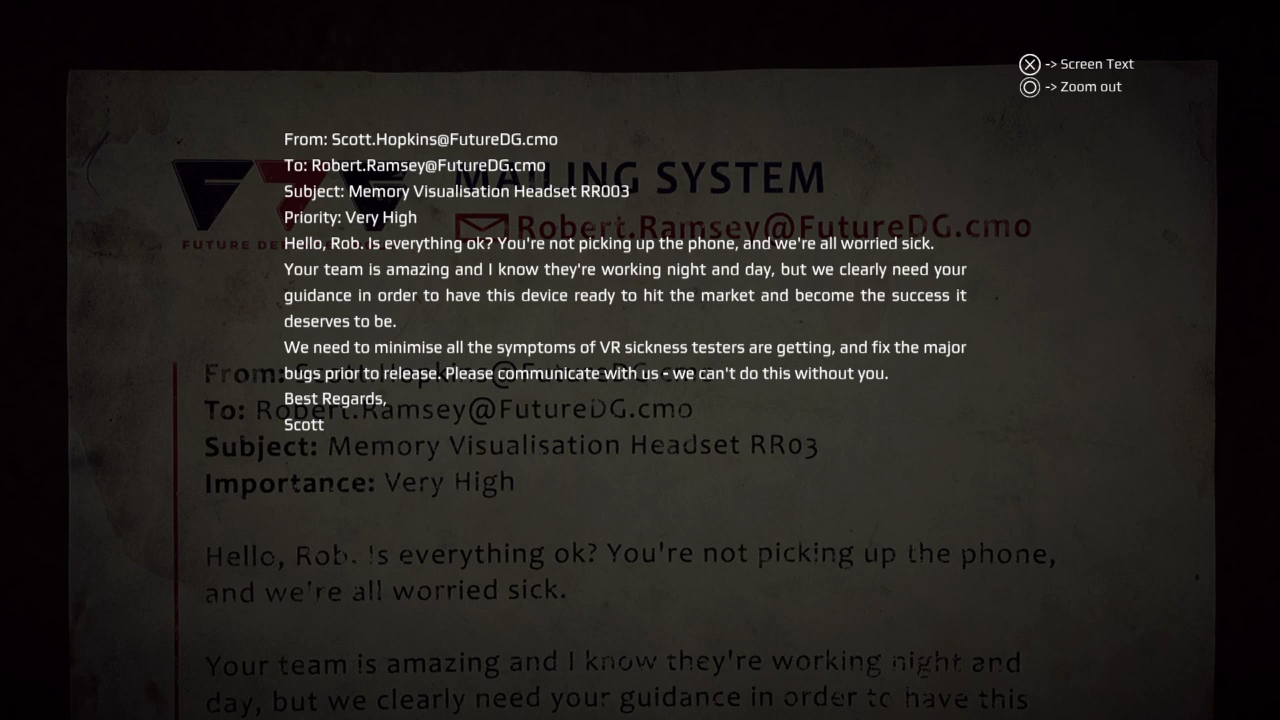 -> Screen Text
-> Zoom out
From: Scott.Hopkins@FutureDG.cmo
To: Robert.Ramsey@FutureDG.cmo
Subject: Memory Visualisation Headset RR003
Priority: Very High
Hello, Rob. Is everything ok? You're not picking up the phone, and we're all worried sick.
Your team is amazing and I know they're working night and day, but we clearly need your
guidance in order to have this device ready to hit the market and become the success it
deserves to be.
We need to minimise all the symptoms of VR sickness testers are getting, and fix the major
bugs prior to release. Please communicate with us - we can't do this without you.
Best Regards,
Scott
MAILING SYSTEM
Robert.Ramsey@FutureDG.cmo
FUTURE
From: Scott.Hopkins@FutureDG.cmo
To: Robert.Ramsey@FutureDG.cmo
Subject: Memory Visualisation Headset RR03
Importance: Very High
Hello, Rob. Is everything ok? You're not picking up the phone,
and we're all worried sick.
Your team is amazing and I know they're working night and
day, but we clearly need your guidance in order to have this